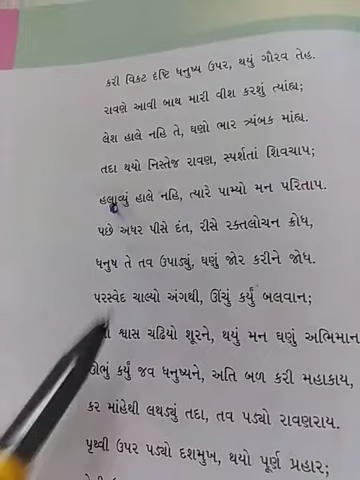 કરી વિકટ દૃષ્ટિ ધનુષ્ય ઉપર, થયું ગૌરવ તેહ.
રાવણે આવી બાથ મારી વીશ કરશું ત્યાંહ્ય;
લેશ હાલે નહિ તે, ઘણો ભાર ત્ર્યંબક માંહ્ય.
તદા થયો નિસ્તેજ રાવણ, સ્પર્શતાં શિવચાપ;
હલાવ્યું હાલે નહિ, ત્યારે પામ્યો મન પરિતાપ.
પછે અધર પીસે દંત, રીસે રક્તલોચન ક્રોધ,
ધનુષ તે તવ ઉપાડ્યું, ઘણું જોર કરીને જોધ.
પરસ્વેદ ચાલ્યો અંગથી, ઊંચું કર્યું બલવાન;
શ્વાસ ચઢિયો શૂરને, થયું મન ઘણું અભિમાન
ઊભું કર્યું જવ ધનુષ્યને, અતિ બળ કરી મહાકાય,
કર માંહેથી લથડ્યું તદા, તવ પડ્યો રાવણરાય.
પૃથ્વી ઉપર પડ્યો દશમુખ, થયો પૂર્ણ પ્રહાર;